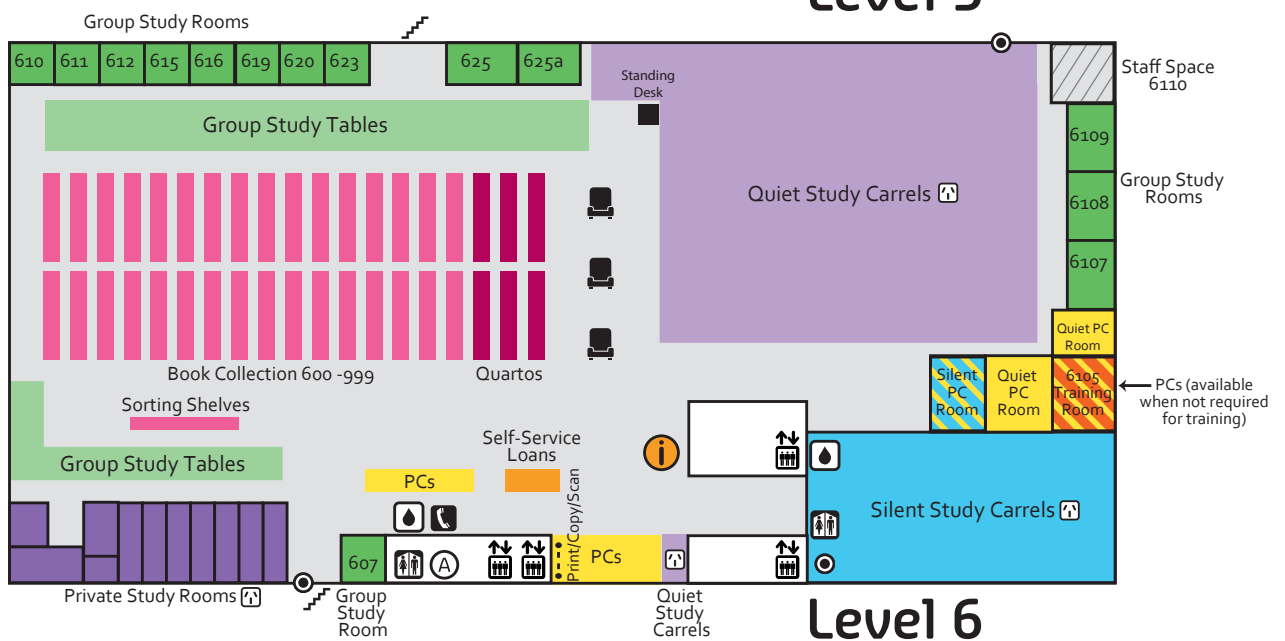 Level 5
Group Study Rooms
610 611 612 615 616 619 620 623 625 625a
Standing
Desk
Staff Space
6110
Group Study Tables
6109
Quiet Study Carrels
6108
Group Study
Rooms
6107
Quiet PC
Room
Book Collection 600 -999
Quartos
Silent
PC
Room
Quiet
PC
Room
6105
Training
Room
PCs (available
when not required
for training)
Sorting Shelves
Self-Service
Loans
i
Group Study Tables
PCs
Print/Copy/Scan
Silent Study Carrels
607
A
PCs
Private Study Rooms
Group
Study
Room
Quiet
Study
Carrels
Level 6